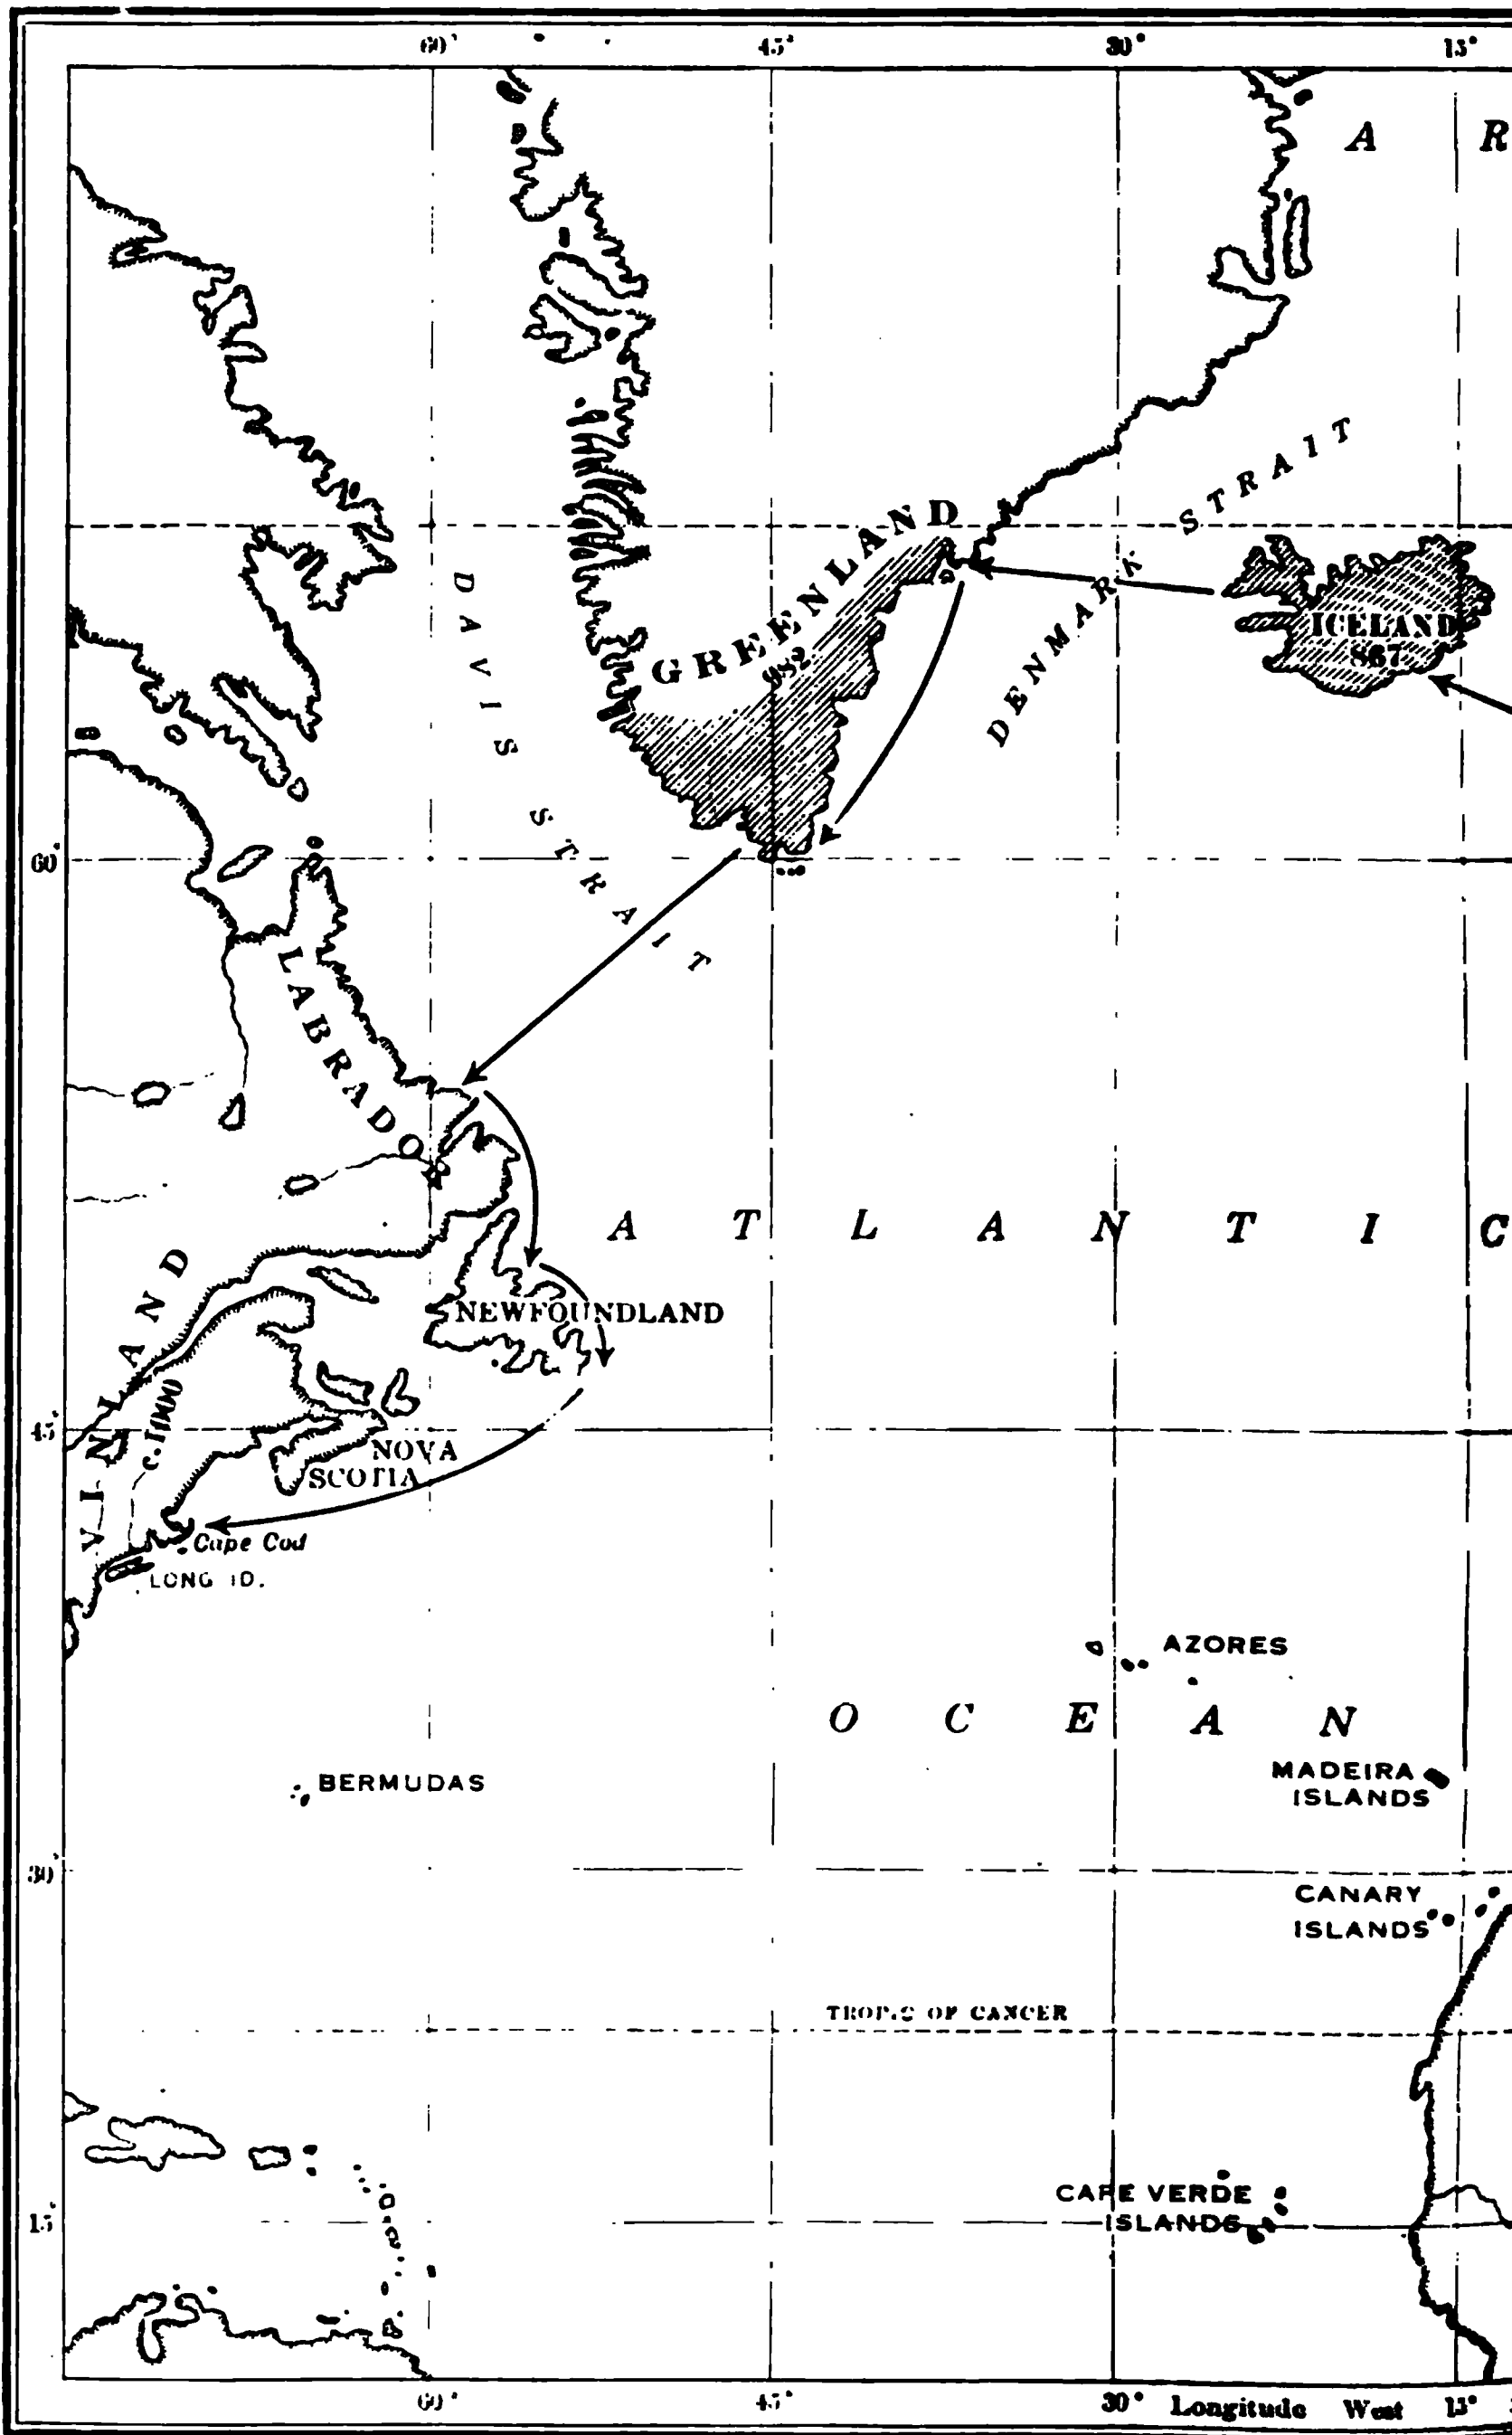 60° 45° 30° 15°
A R
GREENLAND
982
DENMARK STRAIT
ICELAND
867
DAVIS STRAIT
60°
LABRADOR
ATLANTIC
NEWFOUNDLAND
VINLAND
c.1000
45°
NOVA
SCOTIA
Cape Cod
LONG ID.
AZORES
OCEAN
BERMUDAS
MADEIRA
ISLANDS
30°
CANARY
ISLANDS
TROPIC OF CANCER
CAPE VERDE
ISLANDS
15°
60° 45° 30° Longitude West 15°